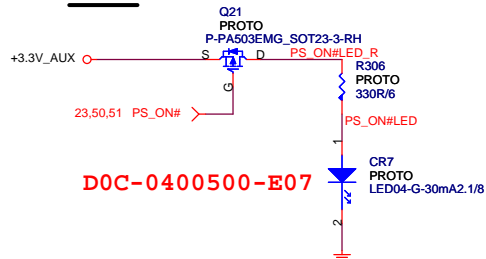 Q21
PROTO
P-PA503EMG_SOT23-3-RH
+3.3V_AUX
S
D
PS_ON#LED_R
G
R306
PROTO
330R/6
23,50,51 PS_ON#
PS_ON#LED
1
D0C-0400500-E07
CR7
PROTO
LED04-G-30mA2.1/8
2